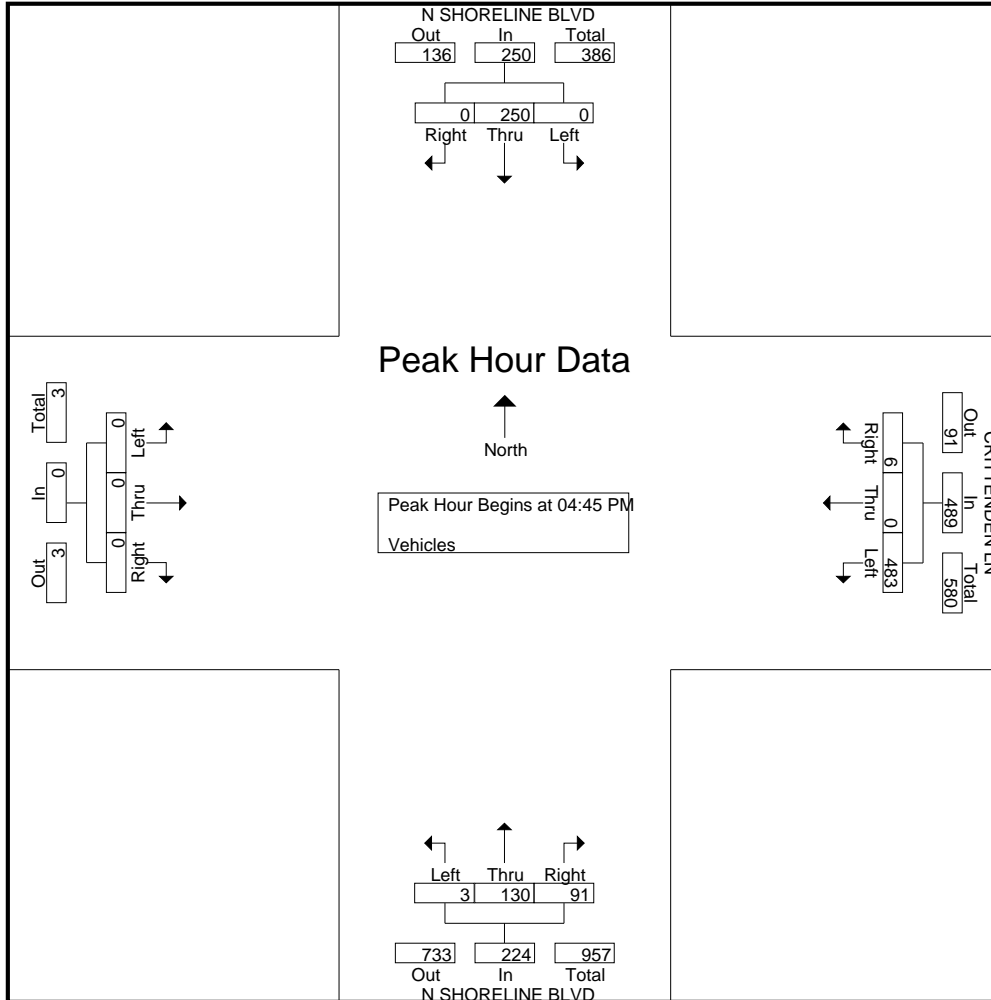 N SHORELINE BLVD
Out In Total
136 250 386
0 250 0
Right Thru Left
Peak Hour Data
North
Peak Hour Begins at 04:45 PM
Vehicles
Total In Out
3 0 3
0 0 0
Left Thru Right
Right Thru Left
6 0 483
91 489 580
Out In Total
CRITTENDEN LN
Left Thru Right
3 130 91
733 224 957
Out In Total
N SHORELINE BLVD